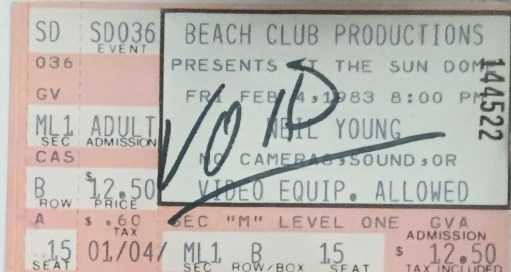 SD SD036 BEACH CLUB PRODUCTIONS
EVENT
036 PRESENTS AT THE SUN DOME
GV FRI FEB 4,1983 8:00 PM
ML1 ADULT NEIL YOUNG
SEC ADMISSION
CAS NO CAMERAS,SOUND,OR
B $12.50 VIDEO EQUIP. ALLOWED
ROW PRICE
A $ .60 SEC "M" LEVEL ONE GVA
TAX ADMISSION
15 01/04/ ML1 B 15 $ 12.50
SEAT SEC ROW/BOX SEAT TAX INCLUDED
144522
VOID